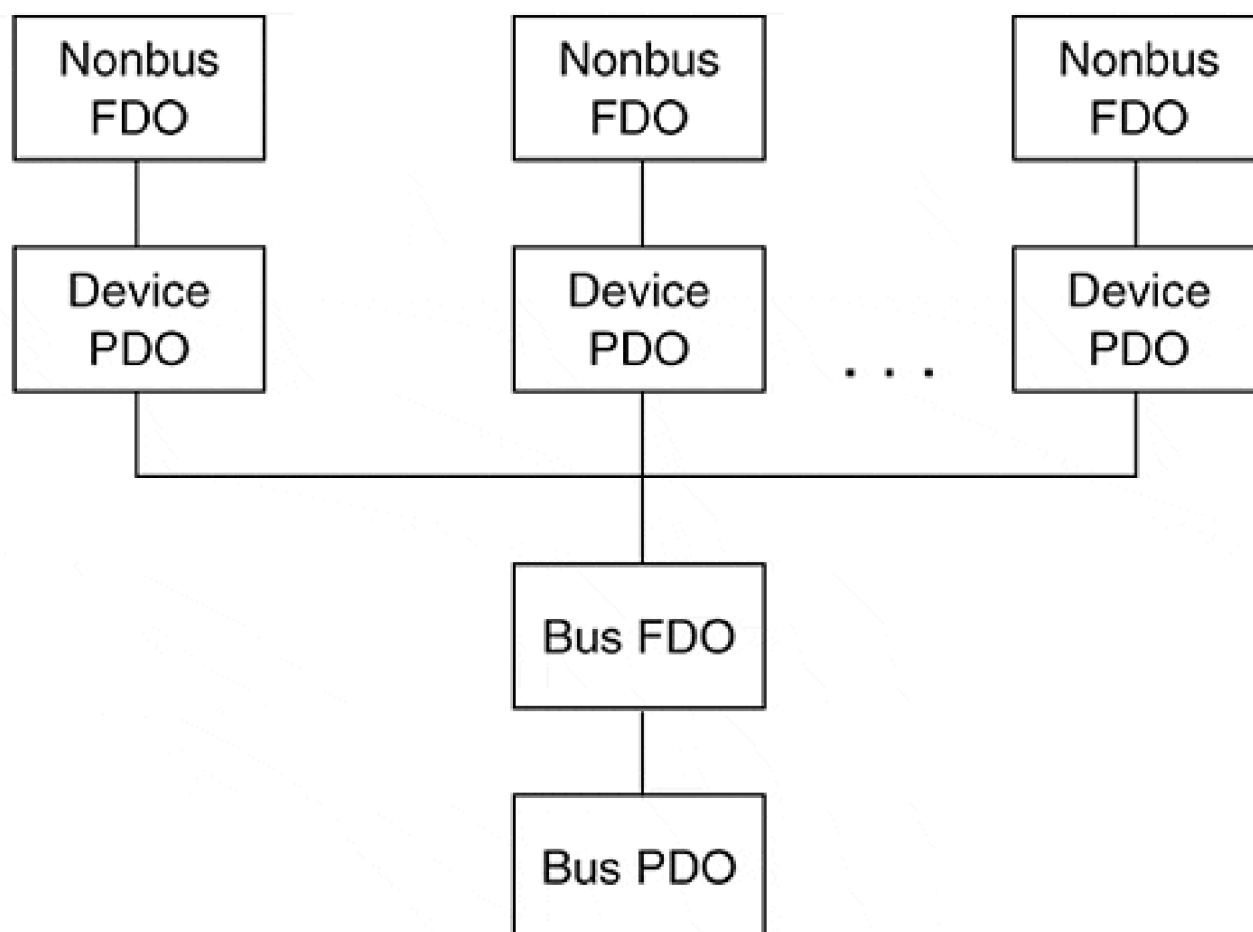 Nonbus
FDO
Nonbus
FDO
Nonbus
FDO
Device
PDO
Device
PDO
. . .
Device
PDO
Bus FDO
Bus PDO